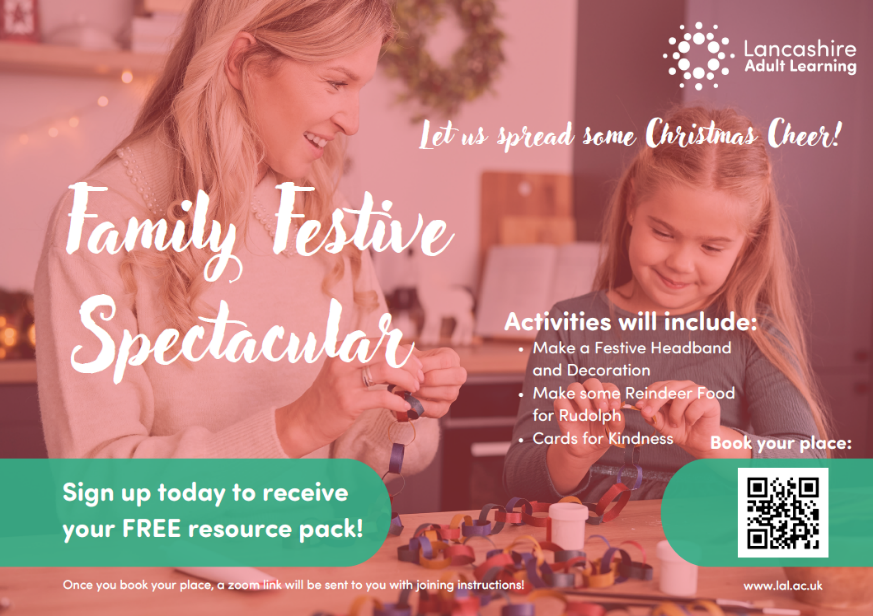 Lancashire
Adult Learning
Let us spread some Christmas Cheer!
Family Festive
Spectacular
Activities will include:
• Make a Festive Headband
and Decoration
• Make some Reindeer Food
for Rudolph
• Cards for Kindness
Book your place:
Sign up today to receive
your FREE resource pack!
Once you book your place, a zoom link will be sent to you with joining instructions!
www.lal.ac.uk